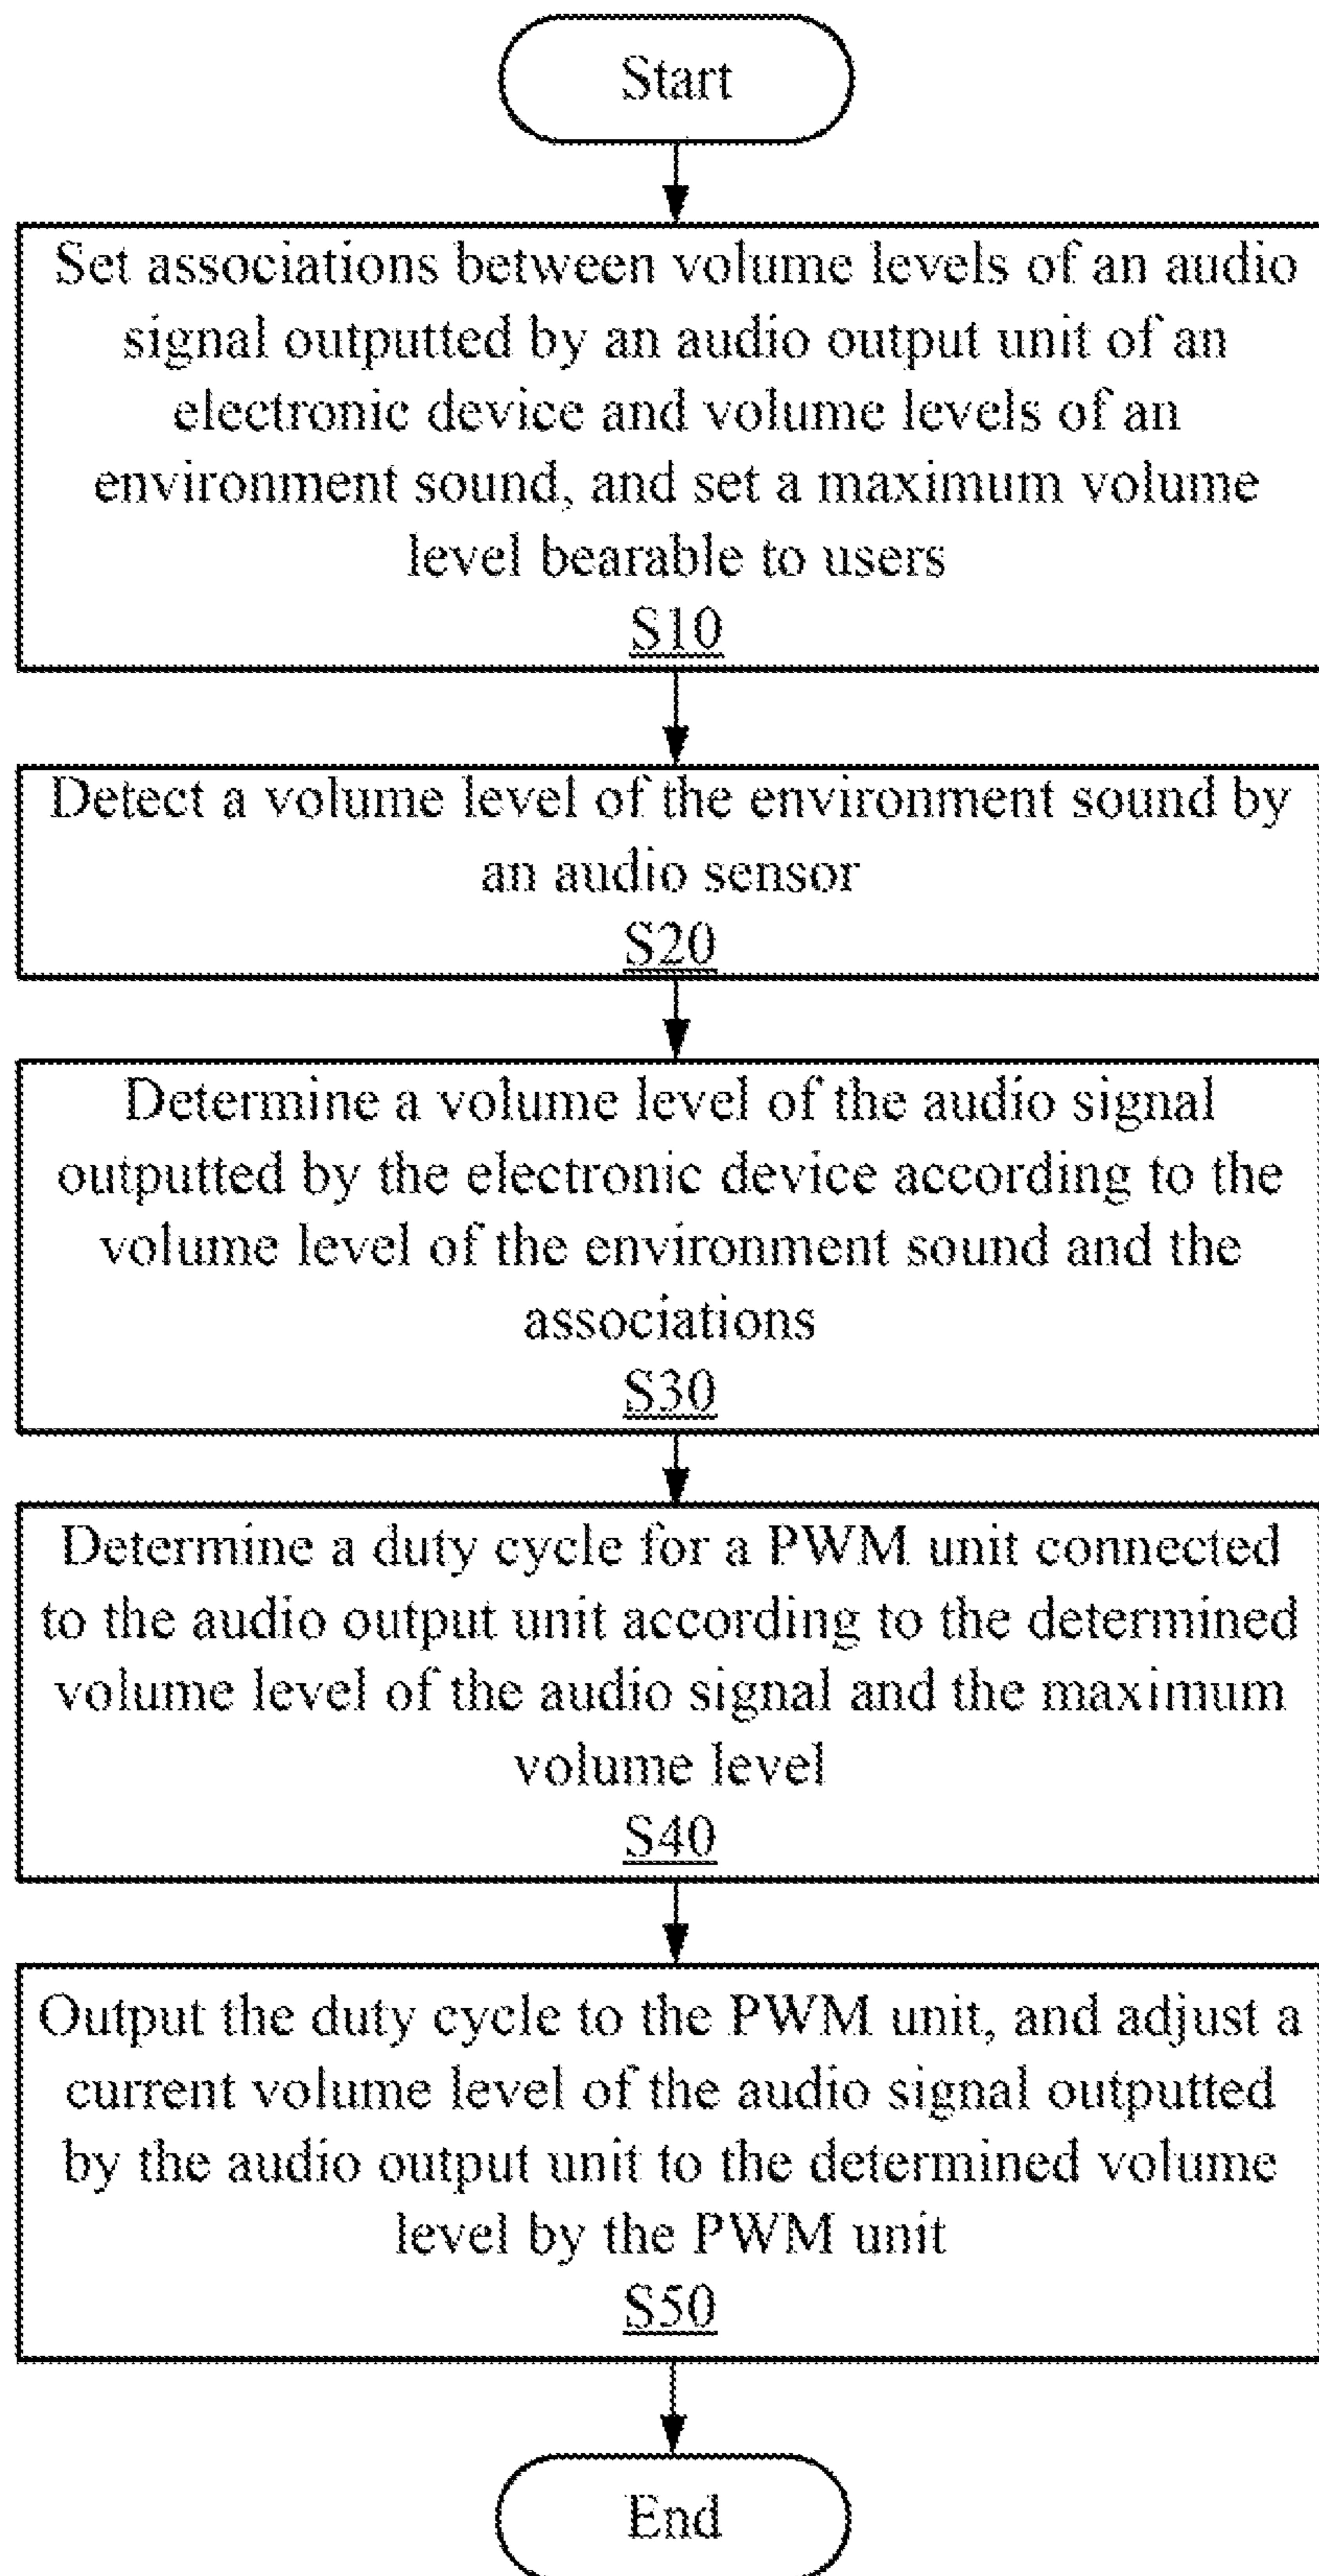 Start
Set associations between volume levels of an audio
signal outputted by an audio output unit of an
electronic device and volume levels of an
environment sound, and set a maximum volume
level bearable to users
S10
Detect a volume level of the environment sound by
an audio sensor
S20
Determine a volume level of the audio signal
outputted by the electronic device according to the
volume level of the environment sound and the
associations
S30
Determine a duty cycle for a PWM unit connected
to the audio output unit according to the determined
volume level of the audio signal and the maximum
volume level
S40
Output the duty cycle to the PWM unit, and adjust a
current volume level of the audio signal outputted
by the audio output unit to the determined volume
level by the PWM unit
S50
End